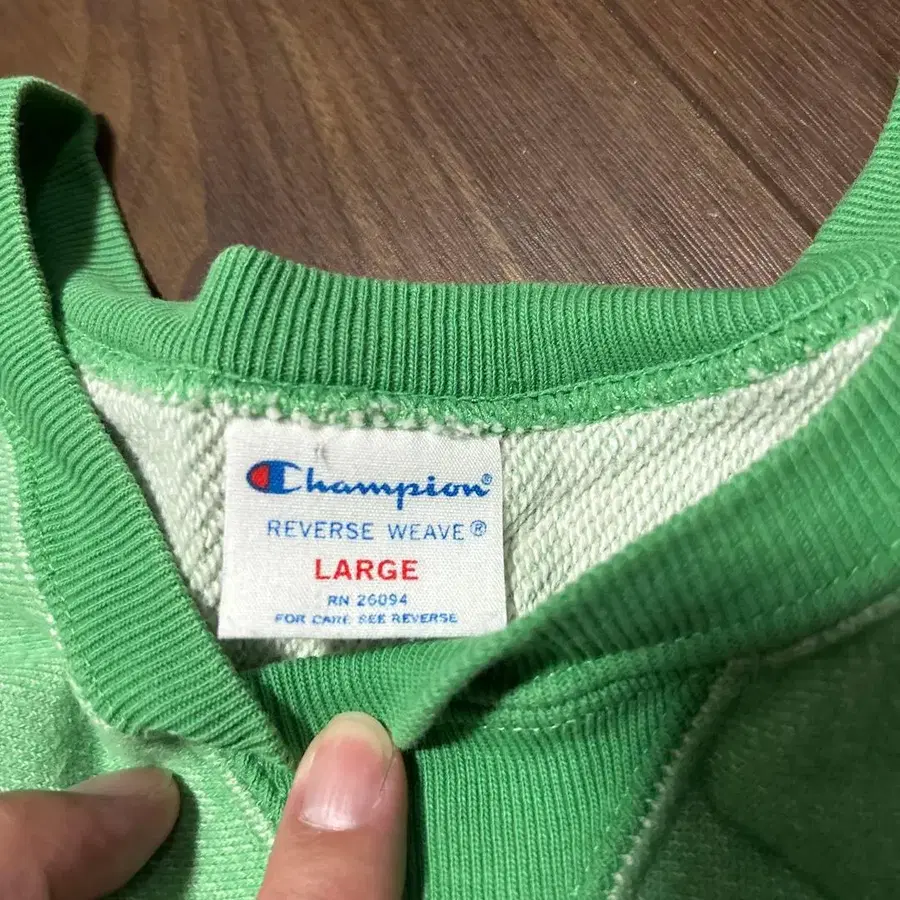 Champion®
REVERSE WEAVE®
LARGE
RN 26094
FOR CARE SEE REVERSE